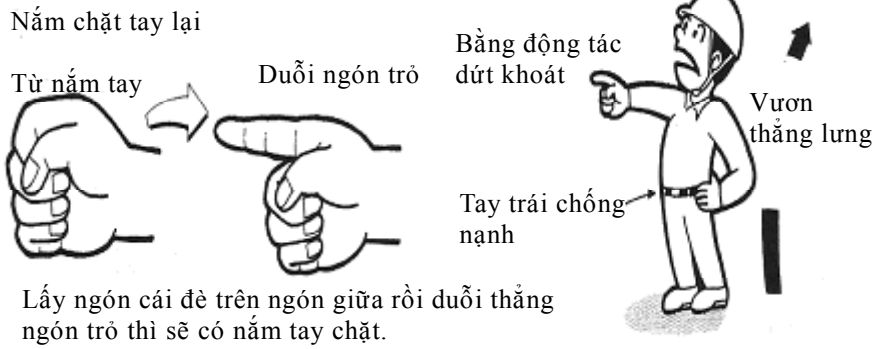 Nắm chặt tay lại
Từ nắm tay
Duỗi ngón trỏ
Lấy ngón cái đè trên ngón giữa rồi duỗi thẳng
ngón trỏ thì sẽ có nắm tay chặt.
Bằng động tác
dứt khoát
Vươn
thẳng lưng
Tay trái chống
nạnh